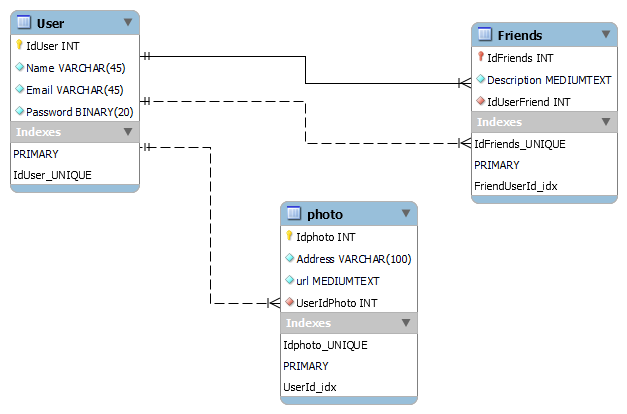 User
IdUser INT
Name VARCHAR(45)
Email VARCHAR(45)
Password BINARY(20)
Indexes
PRIMARY
IdUser_UNIQUE
Friends
IdFriends INT
Description MEDIUMTEXT
IdUserFriend INT
Indexes
IdFriends_UNIQUE
PRIMARY
FriendUserId_idx
photo
Idphoto INT
Address VARCHAR(100)
url MEDIUMTEXT
UserIdPhoto INT
Indexes
Idphoto_UNIQUE
PRIMARY
UserId_idx